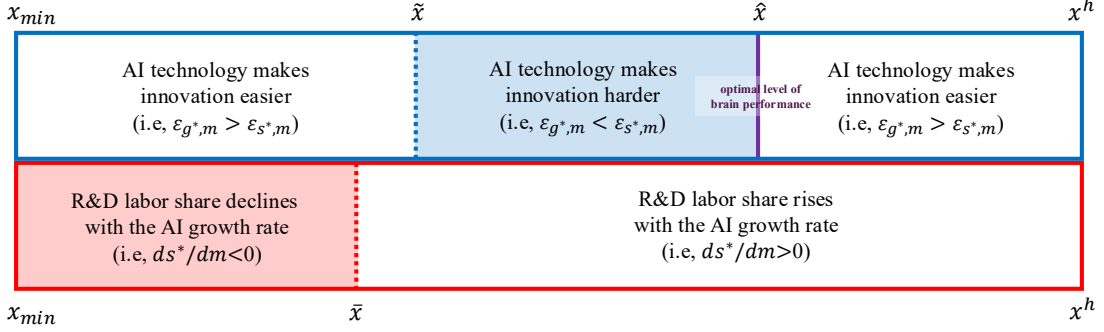 x_min x̃ x̂ x^h
AI technology makes
innovation easier
(i.e, ε_{g*,m} > ε_{s*,m})
AI technology makes
innovation harder
(i.e, ε_{g*,m} < ε_{s*,m})
optimal level of
brain performance
AI technology makes
innovation easier
(i.e, ε_{g*,m} > ε_{s*,m})
R&D labor share declines
with the AI growth rate
(i.e, ds*/dm<0)
R&D labor share rises
with the AI growth rate
(i.e, ds*/dm>0)
x_min x̄ x^h